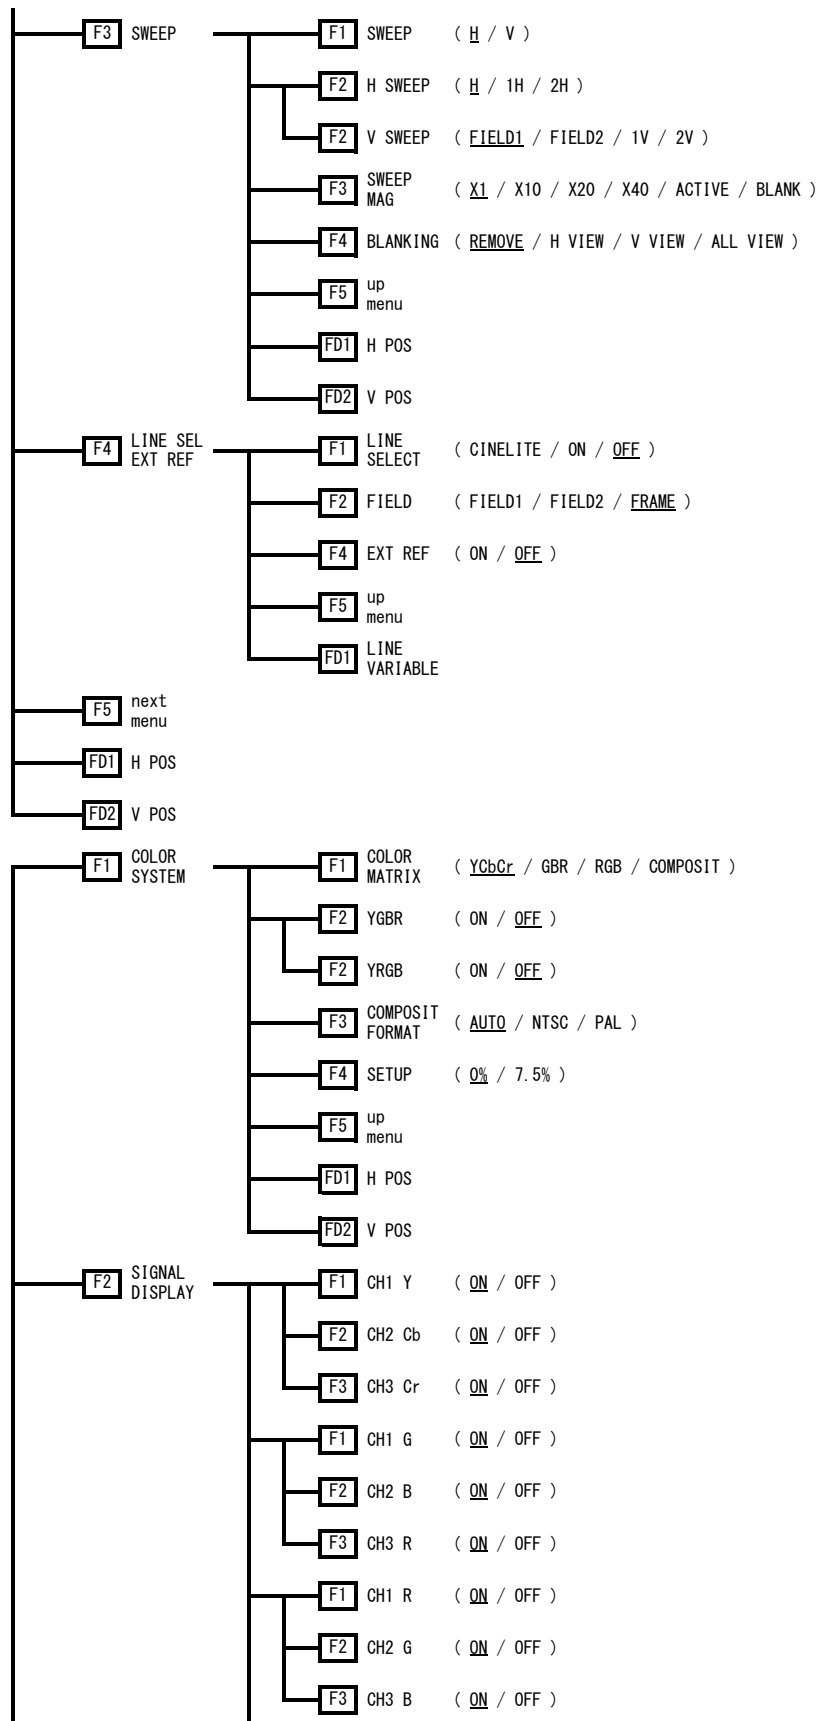 F3 SWEEP F1 SWEEP ( H / V )
F2 H SWEEP ( H / 1H / 2H )
F2 V SWEEP ( FIELD1 / FIELD2 / 1V / 2V )
F3 SWEEP MAG ( X1 / X10 / X20 / X40 / ACTIVE / BLANK )
F4 BLANKING ( REMOVE / H VIEW / V VIEW / ALL VIEW )
F5 up menu
FD1 H POS
FD2 V POS
F4 LINE SEL EXT REF F1 LINE SELECT ( CINELITE / ON / OFF )
F2 FIELD ( FIELD1 / FIELD2 / FRAME )
F4 EXT REF ( ON / OFF )
F5 up menu
FD1 LINE VARIABLE
F5 next menu
FD1 H POS
FD2 V POS
F1 COLOR SYSTEM F1 COLOR MATRIX ( YCbCr / GBR / RGB / COMPOSIT )
F2 YGBR ( ON / OFF )
F2 YRGB ( ON / OFF )
F3 COMPOSIT FORMAT ( AUTO / NTSC / PAL )
F4 SETUP ( 0% / 7.5% )
F5 up menu
FD1 H POS
FD2 V POS
F2 SIGNAL DISPLAY F1 CH1 Y ( ON / OFF )
F2 CH2 Cb ( ON / OFF )
F3 CH3 Cr ( ON / OFF )
F1 CH1 G ( ON / OFF )
F2 CH2 B ( ON / OFF )
F3 CH3 R ( ON / OFF )
F1 CH1 R ( ON / OFF )
F2 CH2 G ( ON / OFF )
F3 CH3 B ( ON / OFF )